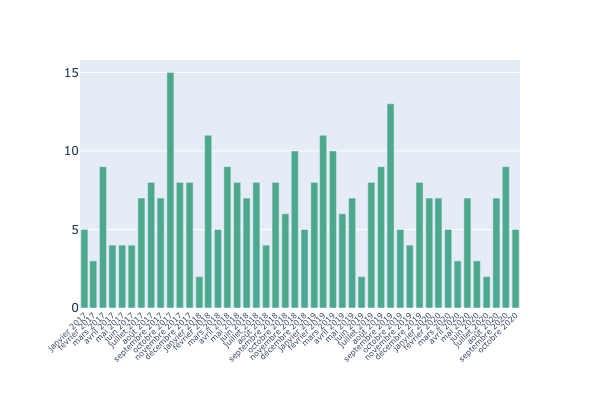 15
10
5
0
janvier 2017
février 2017
mars 2017
avril 2017
mai 2017
juin 2017
juillet 2017
août 2017
septembre 2017
octobre 2017
novembre 2017
décembre 2017
janvier 2018
février 2018
mars 2018
avril 2018
mai 2018
juin 2018
juillet 2018
août 2018
septembre 2018
octobre 2018
novembre 2018
décembre 2018
janvier 2019
février 2019
mars 2019
avril 2019
mai 2019
juin 2019
juillet 2019
août 2019
septembre 2019
octobre 2019
novembre 2019
décembre 2019
janvier 2020
février 2020
mars 2020
avril 2020
mai 2020
juin 2020
juillet 2020
août 2020
septembre 2020
octobre 2020